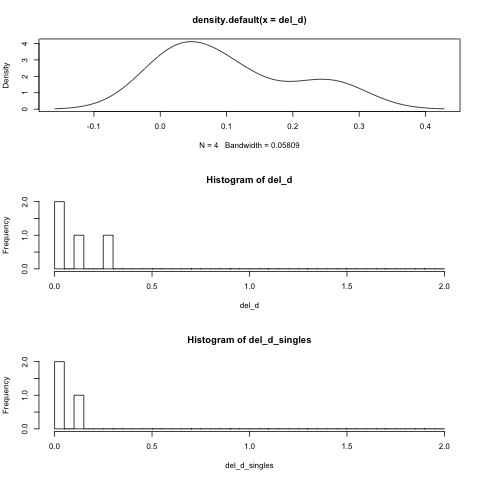 density.default(x = del_d)
Density
0 1 2 3 4
-0.1 0.0 0.1 0.2 0.3 0.4
N = 4 Bandwidth = 0.05809
Histogram of del_d
Frequency
0.0 1.0 2.0
0.0 0.5 1.0 1.5 2.0
del_d
Histogram of del_d_singles
Frequency
0.0 1.0 2.0
0.0 0.5 1.0 1.5 2.0
del_d_singles